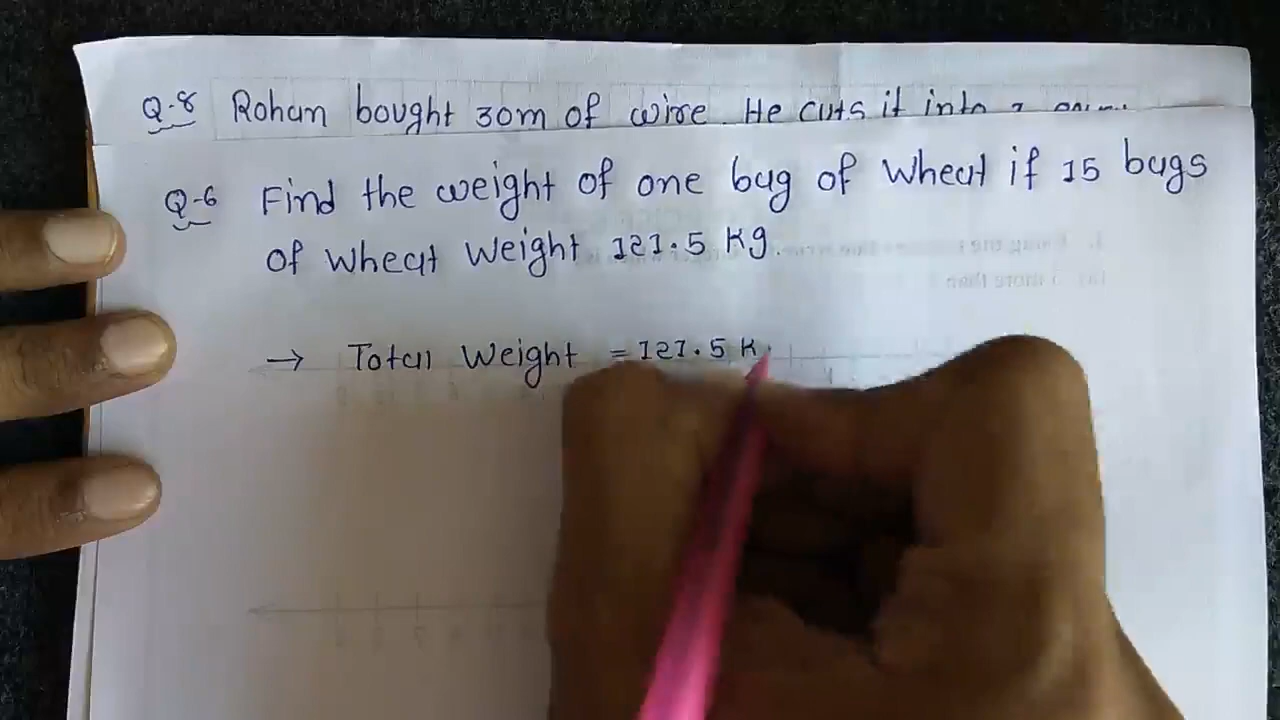 Q-8 Rohan bought 30m of wire. He cuts it into
Q-6 Find the weight of one bag of wheat if 15 bags
of wheat weight 121.5 Kg.
→ Total Weight = 121.5 K